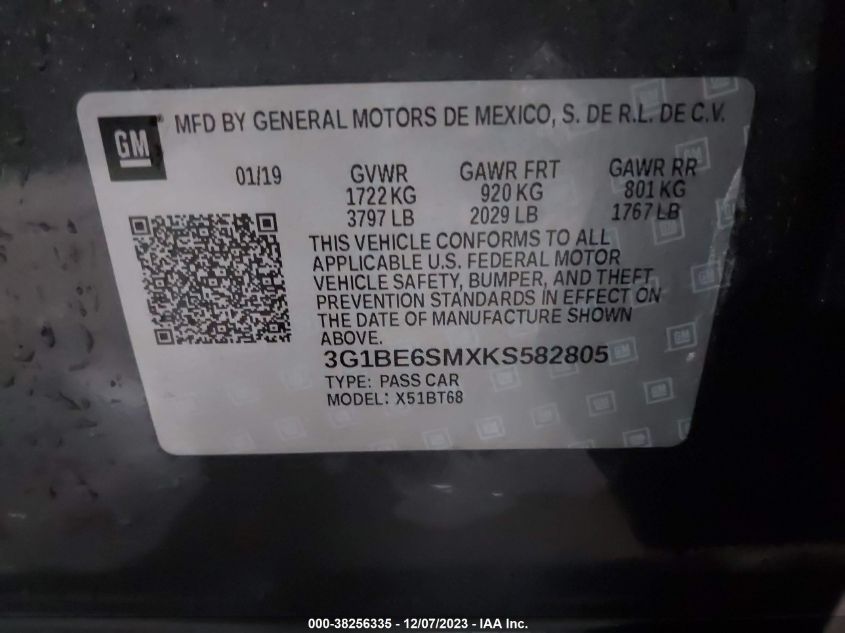 GM MFD BY GENERAL MOTORS DE MEXICO, S. DE R.L. DE C.V.
01/19 GVWR GAWR FRT GAWR RR
1722 KG 920 KG 801 KG
3797 LB 2029 LB 1767 LB
THIS VEHICLE CONFORMS TO ALL
APPLICABLE U.S. FEDERAL MOTOR
VEHICLE SAFETY, BUMPER, AND THEFT
PREVENTION STANDARDS IN EFFECT ON
THE DATE OF MANUFACTURE SHOWN
ABOVE.
3G1BE6SMXKS582805
TYPE: PASS CAR
MODEL: X51BT68
000-38256335 - 12/07/2023 - IAA Inc.